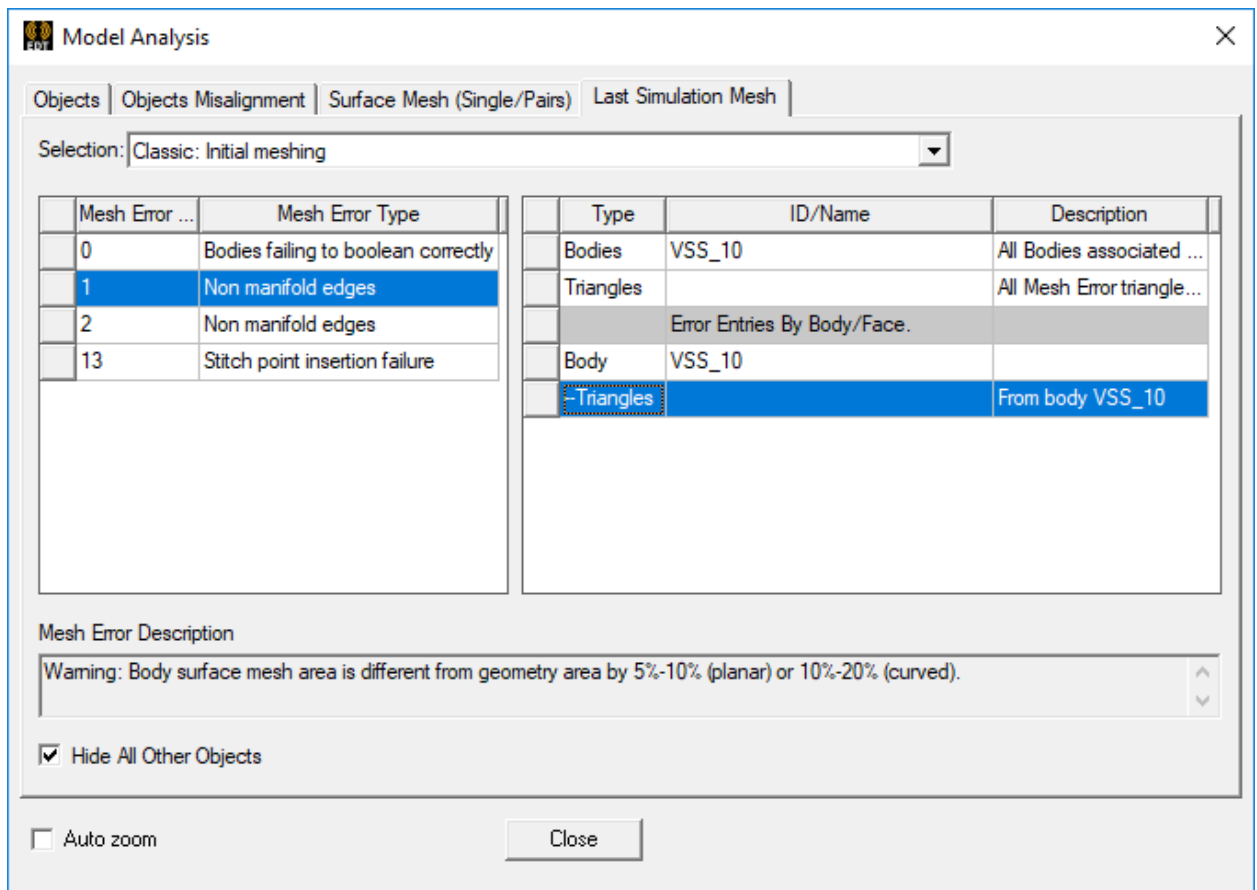 EDT
Model Analysis
Objects
Objects Misalignment
Surface Mesh (Single/Pairs)
Last Simulation Mesh
Selection: Classic: Initial meshing
Mesh Error ... Mesh Error Type
0 Bodies failing to boolean correctly
1 Non manifold edges
2 Non manifold edges
13 Stitch point insertion failure
Type ID/Name Description
Bodies VSS_10 All Bodies associated ...
Triangles All Mesh Error triangle...
Error Entries By Body/Face.
Body VSS_10
--Triangles From body VSS_10
Mesh Error Description
Warning: Body surface mesh area is different from geometry area by 5%-10% (planar) or 10%-20% (curved).
Hide All Other Objects
Auto zoom
Close